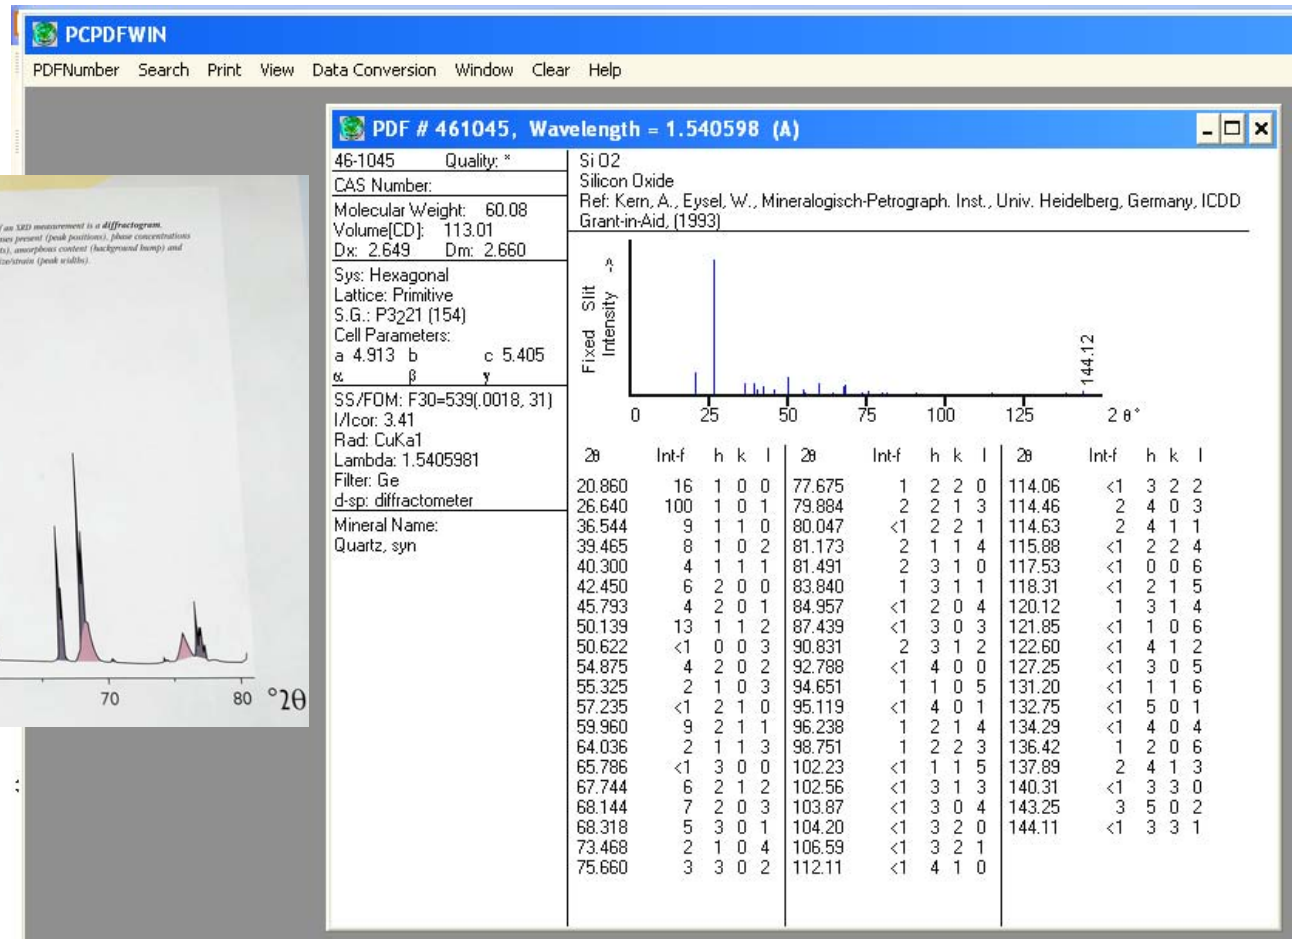 PCPDFWIN
PDFNumber Search Print View Data Conversion Window Clear Help
PDF # 461045, Wavelength = 1.540598 (A)
46-1045 Quality: *
CAS Number:
Molecular Weight: 60.08
Volume[CD]: 113.01
Dx: 2.649 Dm: 2.660
Sys: Hexagonal
Lattice: Primitive
S.G.: P3221 (154)
Cell Parameters:
a 4.913 b c 5.405
α β γ
SS/FOM: F30=539(.0018, 31)
I/Icor: 3.41
Rad: CuKa1
Lambda: 1.5405981
Filter: Ge
d-sp: diffractometer
Mineral Name:
Quartz, syn
Si O2
Silicon Oxide
Ref: Kern, A., Eysel, W., Mineralogisch-Petrograph. Inst., Univ. Heidelberg, Germany, ICDD
Grant-in-Aid, (1993)
Fixed Slit
Intensity ->
144.12
0 25 50 75 100 125 2 θ°
2θ Int-f h k l
20.860 16 1 0 0
26.640 100 1 0 1
36.544 9 1 1 0
39.465 8 1 0 2
40.300 4 1 1 1
42.450 6 2 0 0
45.793 4 2 0 1
50.139 13 1 1 2
50.622 <1 0 0 3
54.875 4 2 0 2
55.325 2 1 0 3
57.235 <1 2 1 0
59.960 9 2 1 1
64.036 2 1 1 3
65.786 <1 3 0 0
67.744 6 2 1 2
68.144 7 2 0 3
68.318 5 3 0 1
73.468 2 1 0 4
75.660 3 3 0 2
2θ Int-f h k l
77.675 1 2 2 0
79.884 2 2 1 3
80.047 <1 2 2 1
81.173 2 1 1 4
81.491 2 3 1 0
83.840 1 3 1 1
84.957 <1 2 0 4
87.439 <1 3 0 3
90.831 2 3 1 2
92.788 <1 4 0 0
94.651 1 1 0 5
95.119 <1 4 0 1
96.238 1 2 1 4
98.751 1 2 2 3
102.23 <1 1 1 5
102.56 <1 3 1 3
103.87 <1 3 0 4
104.20 <1 3 2 0
106.59 <1 3 2 1
112.11 <1 4 1 0
2θ Int-f h k l
114.06 <1 3 2 2
114.46 2 4 0 3
114.63 2 4 1 1
115.88 <1 2 2 4
117.53 <1 0 0 6
118.31 <1 2 1 5
120.12 1 3 1 4
121.85 <1 1 0 6
122.60 <1 4 1 2
127.25 <1 3 0 5
131.20 <1 1 1 6
132.75 <1 5 0 1
134.29 <1 4 0 4
136.42 1 2 0 6
137.89 2 4 1 3
140.31 <1 3 3 0
143.25 3 5 0 2
144.11 <1 3 3 1
of an XRD measurement is a diffractogram,
present (peak positions), phase concentrations
amorphous content (background hump) and
(peak widths).
70 80 °2θ